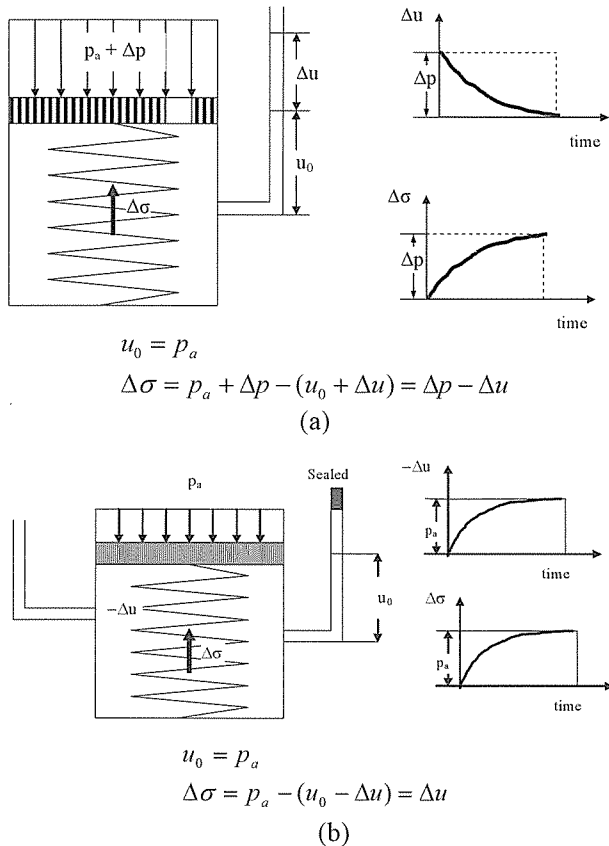 pₐ + Δp
Δu
u₀
Δσ
Δu
Δp
time
Δσ
Δp
time
u₀ = pₐ
Δσ = pₐ + Δp − (u₀ + Δu) = Δp − Δu
(a)
pₐ
Sealed
−Δu
u₀
Δσ
−Δu
pₐ
time
Δσ
pₐ
time
u₀ = pₐ
Δσ = pₐ − (u₀ − Δu) = Δu
(b)